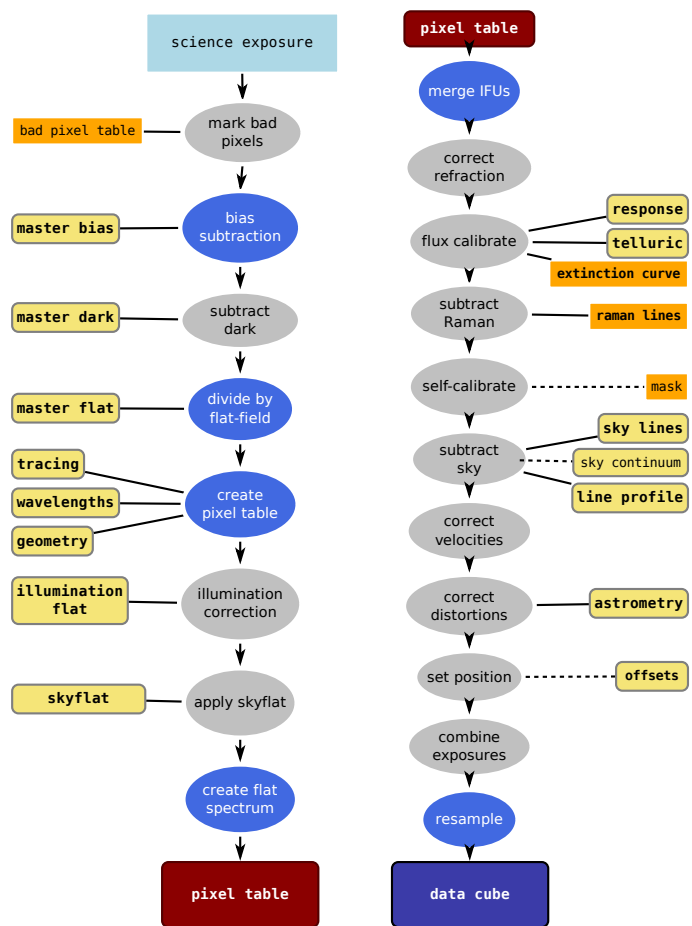 science exposure
bad pixel table
mark bad
pixels
master bias
bias
subtraction
master dark
subtract
dark
master flat
divide by
flat-field
tracing
wavelengths
geometry
create
pixel table
illumination
flat
illumination
correction
skyflat
apply skyflat
create flat
spectrum
pixel table
pixel table
merge IFUs
correct
refraction
flux calibrate
response
telluric
extinction curve
subtract
Raman
raman lines
self-calibrate
mask
subtract
sky
sky lines
sky continuum
line profile
correct
velocities
correct
distortions
astrometry
set position
offsets
combine
exposures
resample
data cube